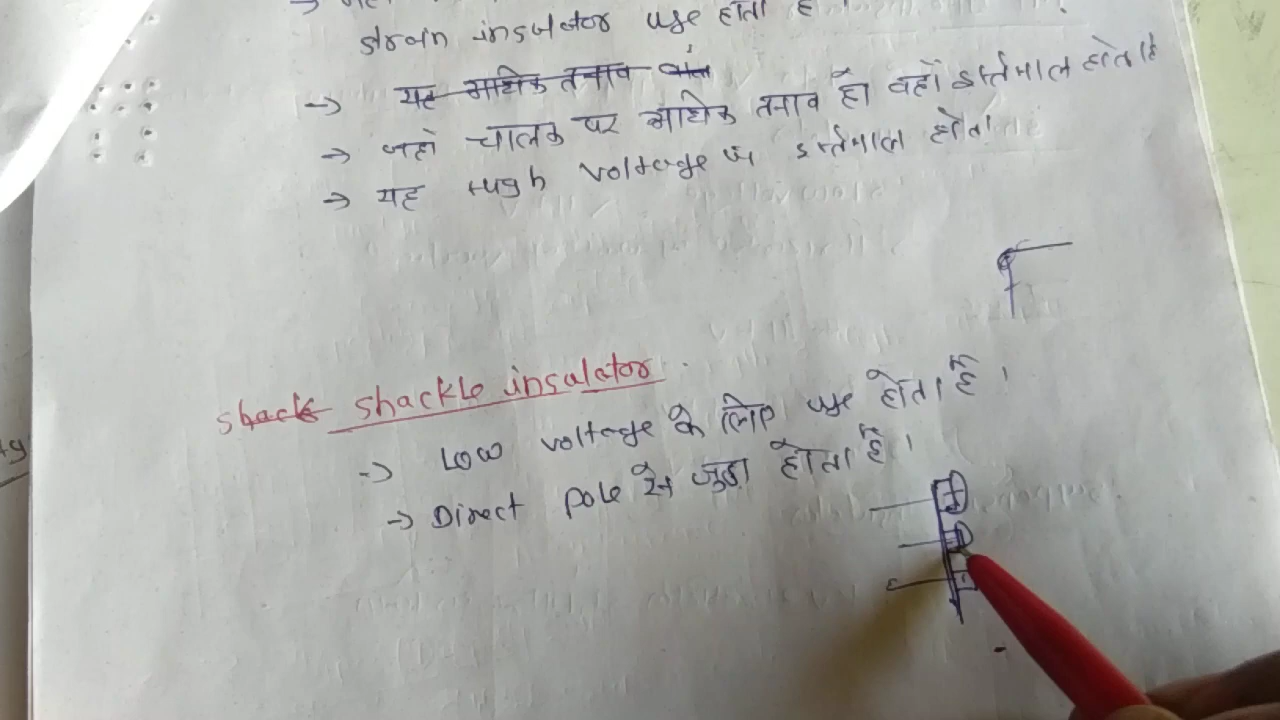 →
strain insulator use होता है
→ यह अधिक तनाव
→ जहाँ चालक पर अधिक तनाव हो वहाँ इस्तेमाल होता है
→ यह High voltage में इस्तेमाल होता
shack shackle insulator
→ Low voltage के लिए use होता है ।
→ Direct pole से जुड़ा होता है ।